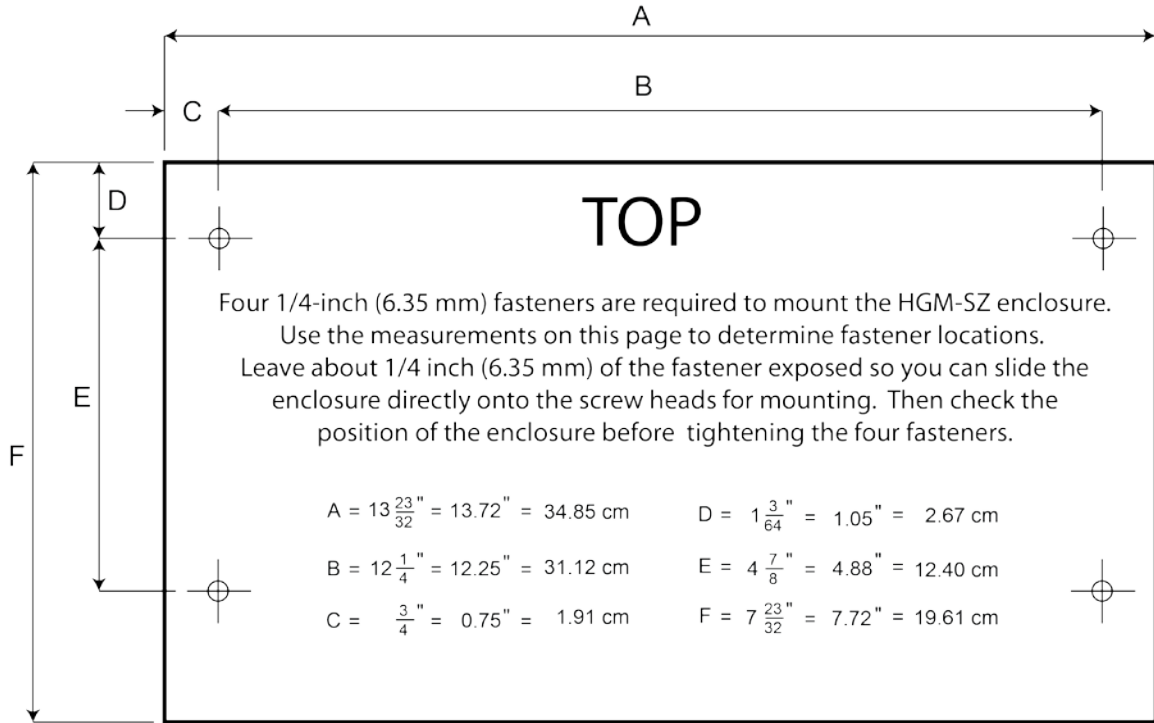 A
B
C
D
TOP
Four 1/4-inch (6.35 mm) fasteners are required to mount the HGM-SZ enclosure.
Use the measurements on this page to determine fastener locations.
Leave about 1/4 inch (6.35 mm) of the fastener exposed so you can slide the
E
enclosure directly onto the screw heads for mounting. Then check the
position of the enclosure before tightening the four fasteners.
F
A = 13 23/32" = 13.72" = 34.85 cm
D = 1 3/64" = 1.05" = 2.67 cm
B = 12 1/4" = 12.25" = 31.12 cm
E = 4 7/8" = 4.88" = 12.40 cm
C = 3/4" = 0.75" = 1.91 cm
F = 7 23/32" = 7.72" = 19.61 cm